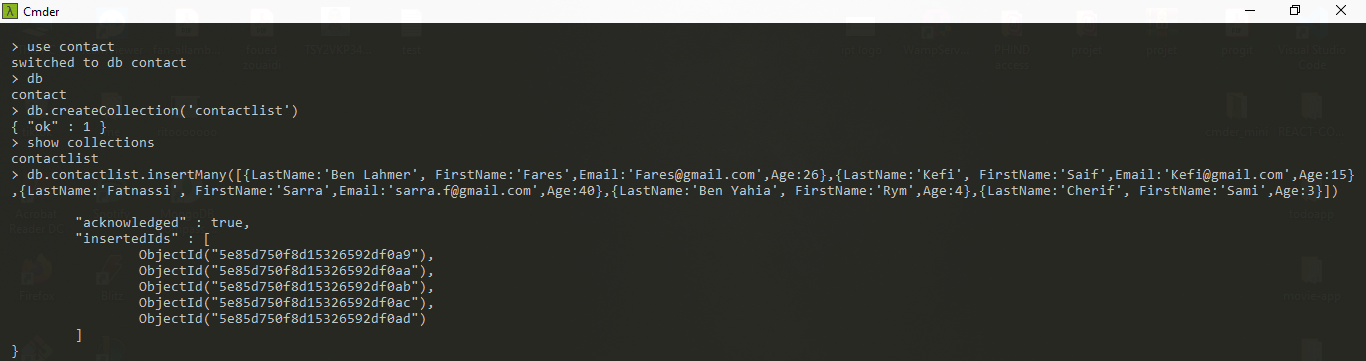 Cmder
> use contact
switched to db contact
> db
contact
> db.createCollection('contactlist')
{ "ok" : 1 }
> show collections
contactlist
> db.contactlist.insertMany([{LastName:'Ben Lahmer', FirstName:'Fares',Email:'Fares@gmail.com',Age:26},{LastName:'Kefi', FirstName:'Saif',Email:'Kefi@gmail.com',Age:15}
,{LastName:'Fatnassi', FirstName:'Sarra',Email:'sarra.f@gmail.com',Age:40},{LastName:'Ben Yahia', FirstName:'Rym',Age:4},{LastName:'Cherif', FirstName:'Sami',Age:3}])
"acknowledged" : true,
"insertedIds" : [
ObjectId("5e85d750f8d15326592df0a9"),
ObjectId("5e85d750f8d15326592df0aa"),
ObjectId("5e85d750f8d15326592df0ab"),
ObjectId("5e85d750f8d15326592df0ac"),
ObjectId("5e85d750f8d15326592df0ad")
]
}